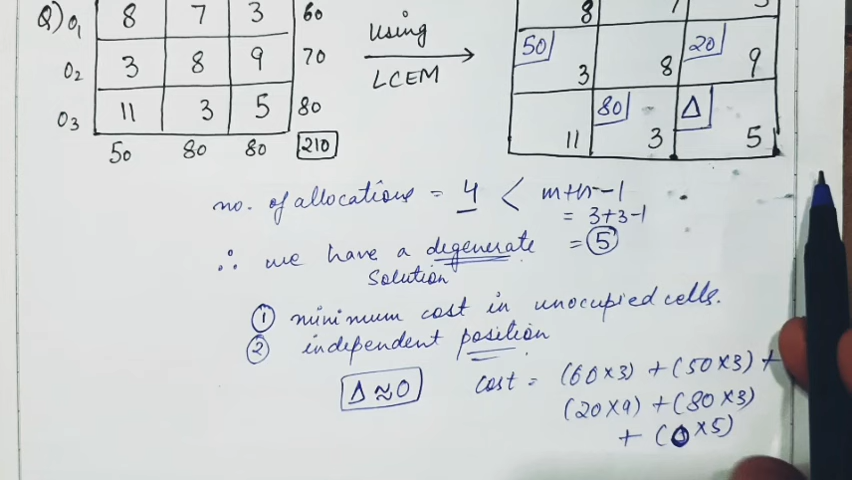 Q) O1 8 7 3 60
O2 3 8 9 70
O3 11 3 5 80
50 80 80 210
Using
LCEM
8
50 3 8 20 9
11 80 3 Δ 5
no. of allocations = 4 < m+n-1
= 3+3-1
∴ we have a degenerate = 5
solution
① minimum cost in unocupied cells.
② independent position
Δ ≈ 0
cost = (60×3) + (50×3) +
(20×9) + (80×3)
+ (0×5)